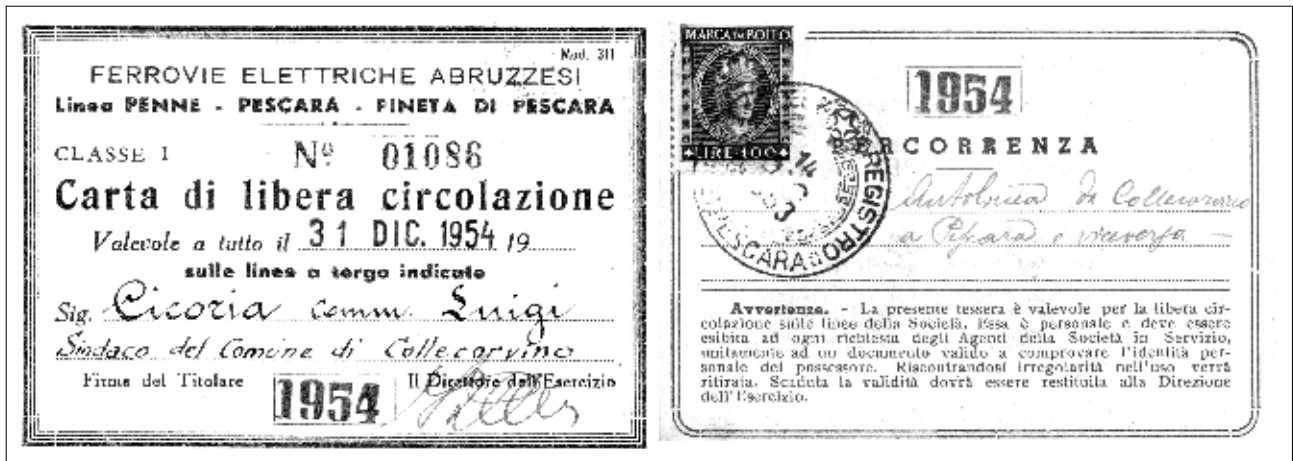 Mod. 311
FERROVIE ELETTRICHE ABRUZZESI
Linea PENNE - PESCARA - PINETA DI PESCARA
CLASSE I Nº 01086
Carta di libera circolazione
Valevole a tutto il 31 DIC. 1954 19
sulle linee a tergo indicate
Sig. Cicoria comm. Luigi
Sindaco del Comune di Collecorvino
Firma del Titolare Il Direttore dell'Esercizio
1954
MARCA DA BOLLO
LIRE 100
REGISTRO
PESCARA
1954
PERCORRENZA
da Collecorvino
a Pescara e viceversa
Avvertenza. - La presente tessera è valevole per la libera cir-
colazione sulle linee della Società. Essa è personale e deve essere
esibita ad ogni richiesta degli Agenti della Società in Servizio,
unitamente ad un documento valido a comprovare l'identità per-
sonale del possessore. Riscontrandosi irregolarità nell'uso verrà
ritirata. Scaduta la validità dovrà essere restituita alla Direzione
dell'Esercizio.